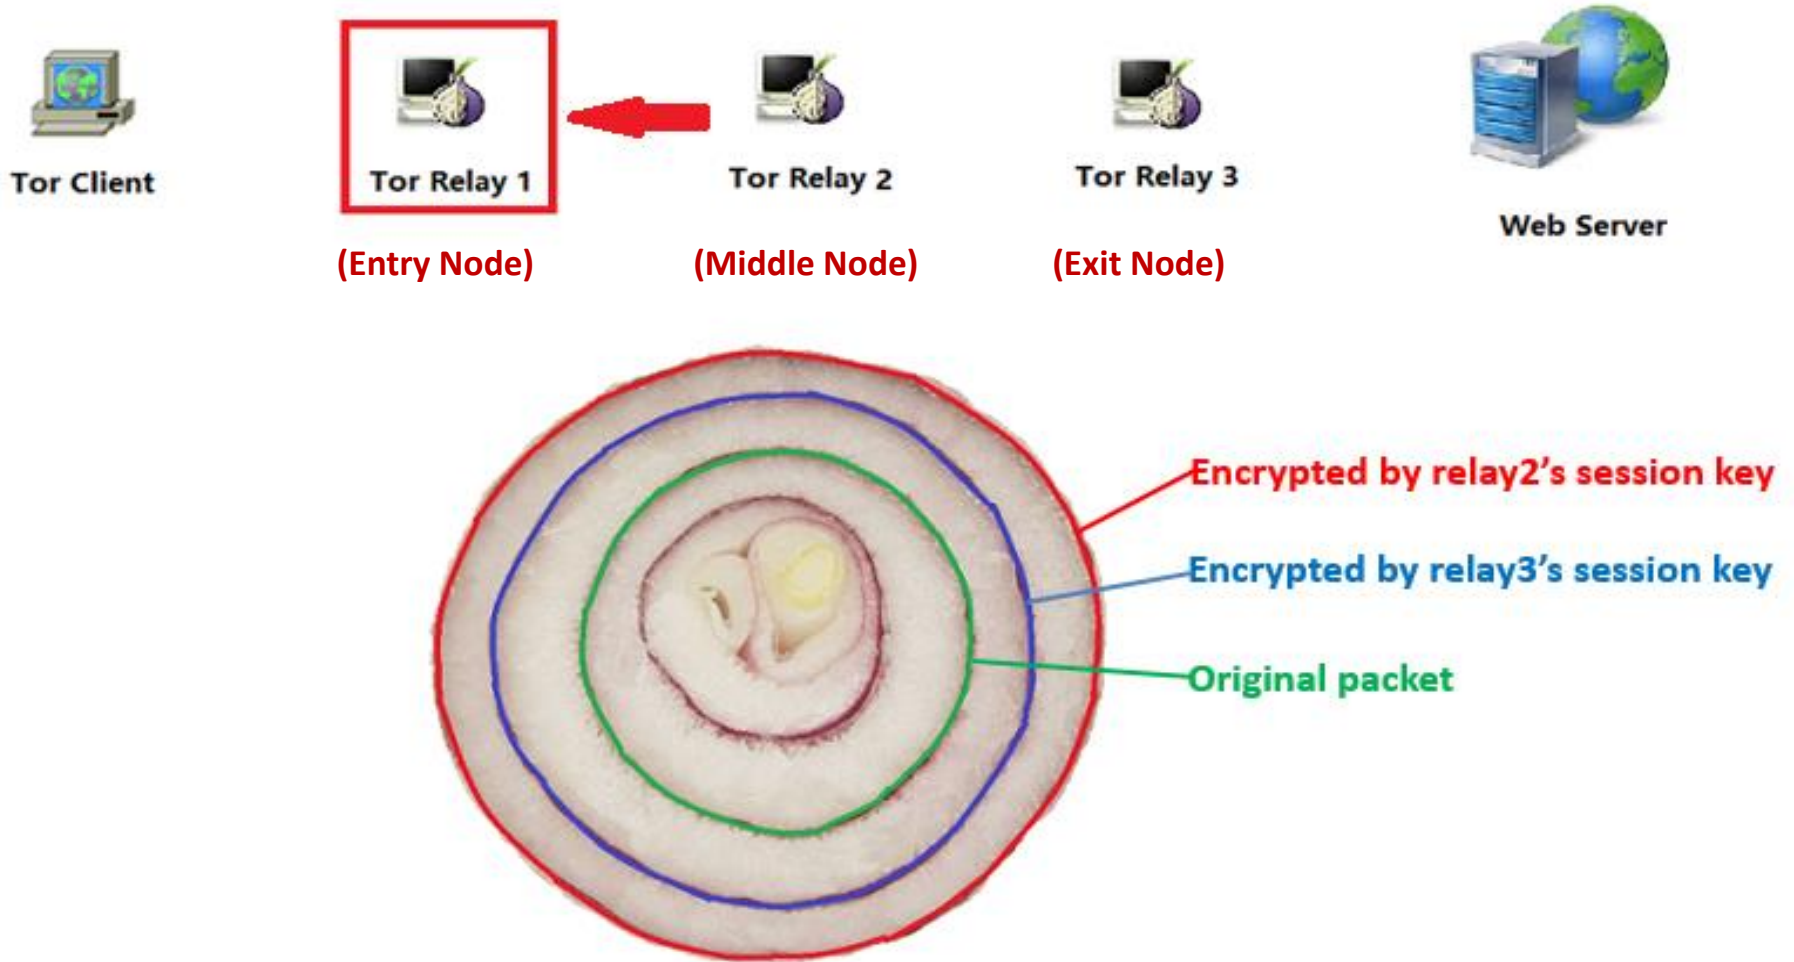 Tor Client
Tor Relay 1
Tor Relay 2
Tor Relay 3
Web Server
(Entry Node)
(Middle Node)
(Exit Node)
Encrypted by relay2's session key
Encrypted by relay3's session key
Original packet